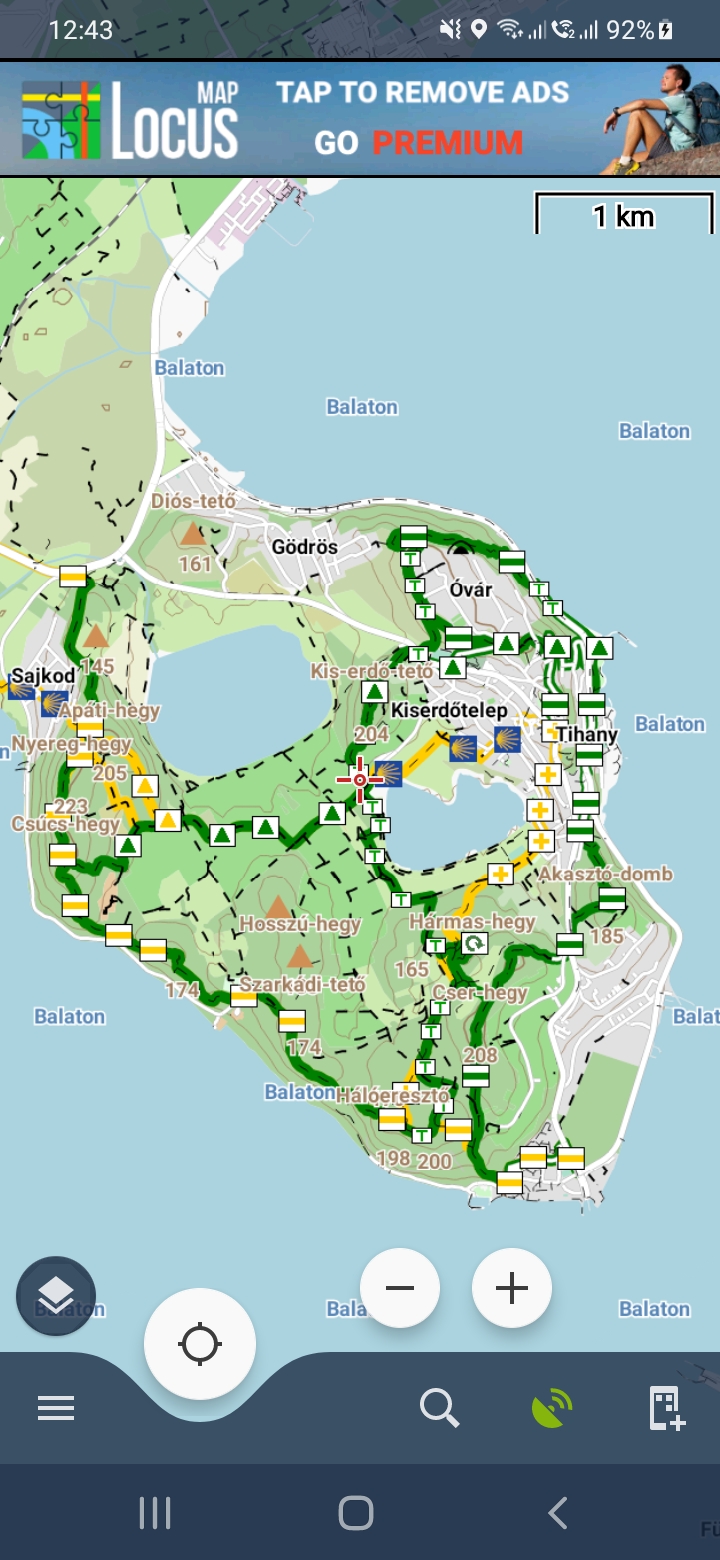 12:43
92%
LOCUS MAP
TAP TO REMOVE ADS
GO PREMIUM
1 km
Balaton
Balaton
Balaton
Diós-tető
161
Gödrös
Óvár
145
Sajkod
Kis-erdő-tető
Apáti-hegy
Kiserdőtelep
Balaton
204
Tihany
Nyereg-hegy
205
223
Csúcs-hegy
Akasztó-domb
Hosszú-hegy
Hármas-hegy
185
165
Szarkádi-tető
174
Cser-hegy
Balaton
Balat
174
208
Balaton
Hálóeresztő
198
200
Balaton
Bala
Balaton